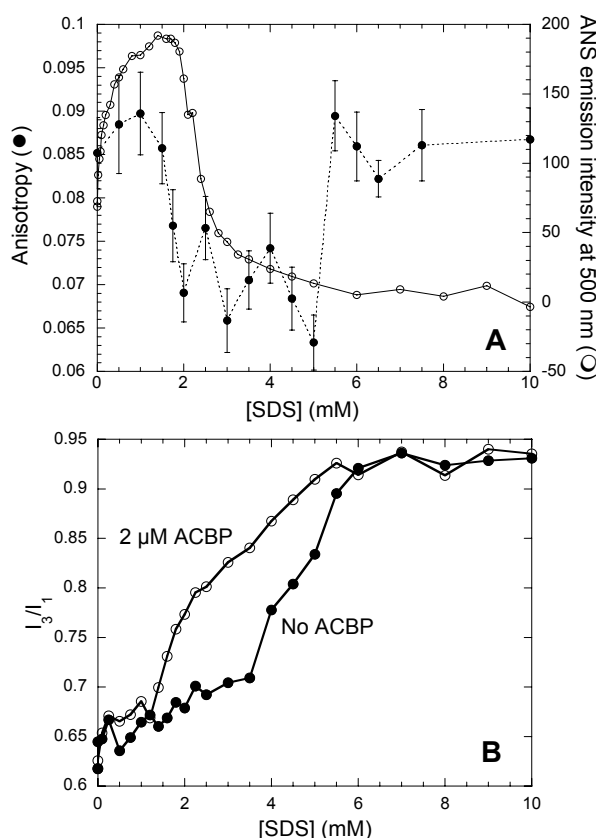 0.1
0.095
0.09
0.085
0.08
0.075
0.07
0.065
0.06
Anisotropy (●)
200
150
100
50
0
-50
ANS emission intensity at 500 nm (○)
A
0 2 4 6 8 10
[SDS] (mM)
0.95
0.9
0.85
0.8
0.75
0.7
0.65
0.6
I3/I1
2 µM ACBP
No ACBP
B
0 2 4 6 8 10
[SDS] (mM)